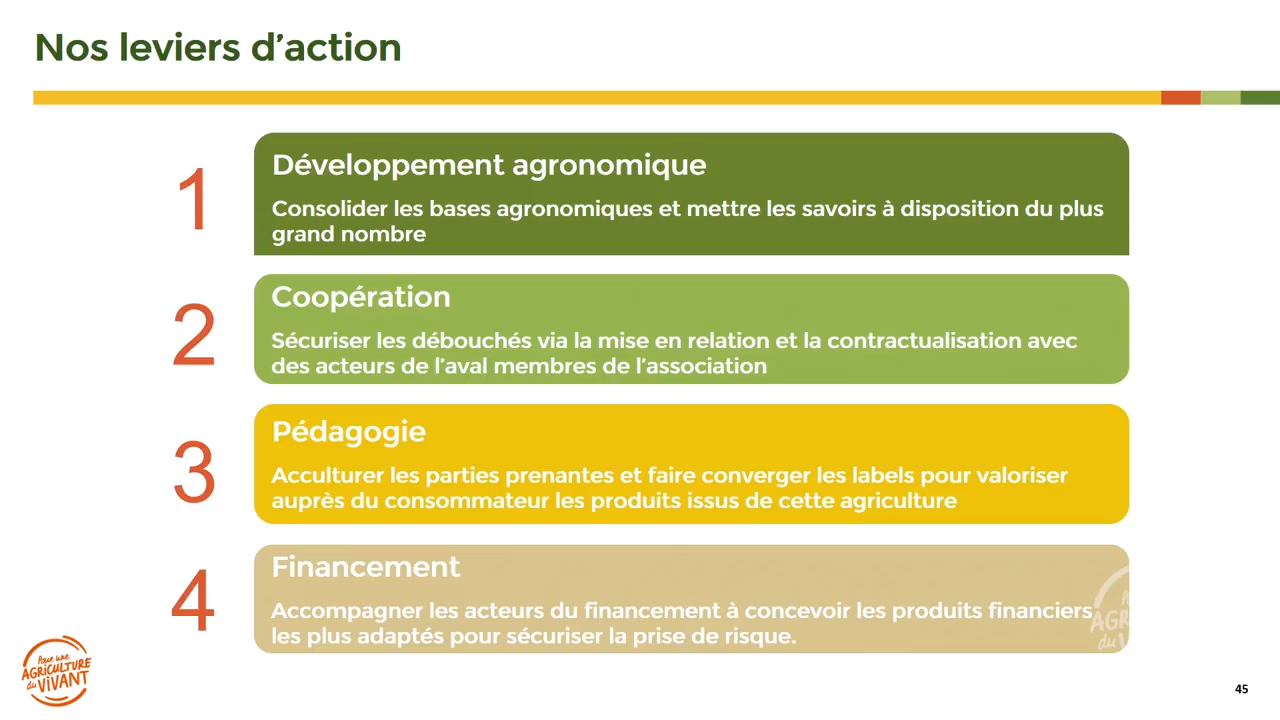 Nos leviers d'action
1
Développement agronomique
Consolider les bases agronomiques et mettre les savoirs à disposition du plus
grand nombre
2
Coopération
Sécuriser les débouchés via la mise en relation et la contractualisation avec
des acteurs de l'aval membres de l'association
3
Pédagogie
Acculturer les parties prenantes et faire converger les labels pour valoriser
auprès du consommateur les produits issus de cette agriculture
4
Financement
Accompagner les acteurs du financement à concevoir les produits financiers
les plus adaptés pour sécuriser la prise de risque.
Pour une
AGRICULTURE
du VIVANT
45